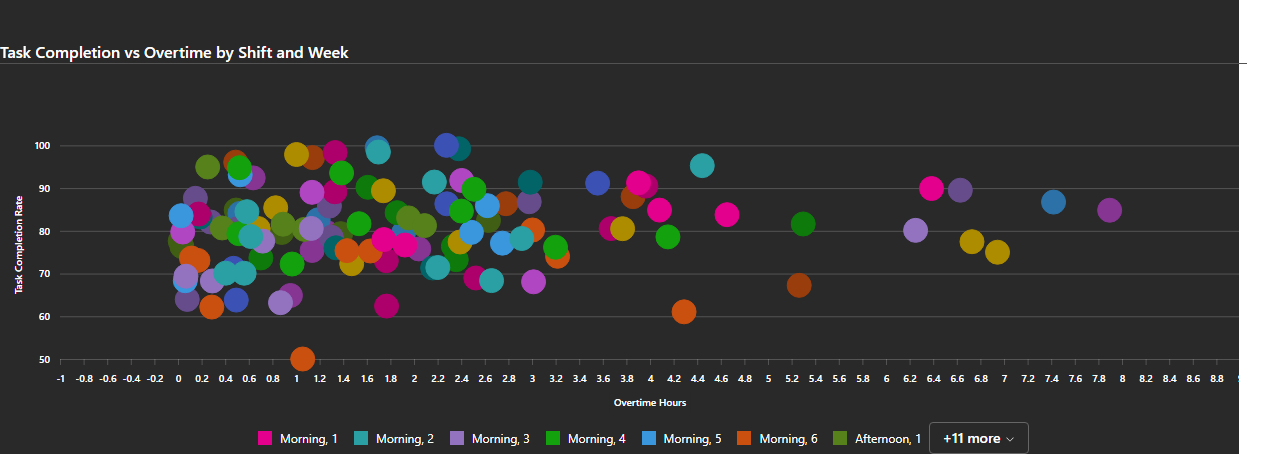 Task Completion vs Overtime by Shift and Week
Task Completion Rate
100
90
80
70
60
50
-1 -0.8 -0.6 -0.4 -0.2 0 0.2 0.4 0.6 0.8 1 1.2 1.4 1.6 1.8 2 2.2 2.4 2.6 2.8 3 3.2 3.4 3.6 3.8 4 4.2 4.4 4.6 4.8 5 5.2 5.4 5.6 5.8 6 6.2 6.4 6.6 6.8 7 7.2 7.4 7.6 7.8 8 8.2 8.4 8.6 8.8
Overtime Hours
Morning, 1 Morning, 2 Morning, 3 Morning, 4 Morning, 5 Morning, 6 Afternoon, 1 +11 more